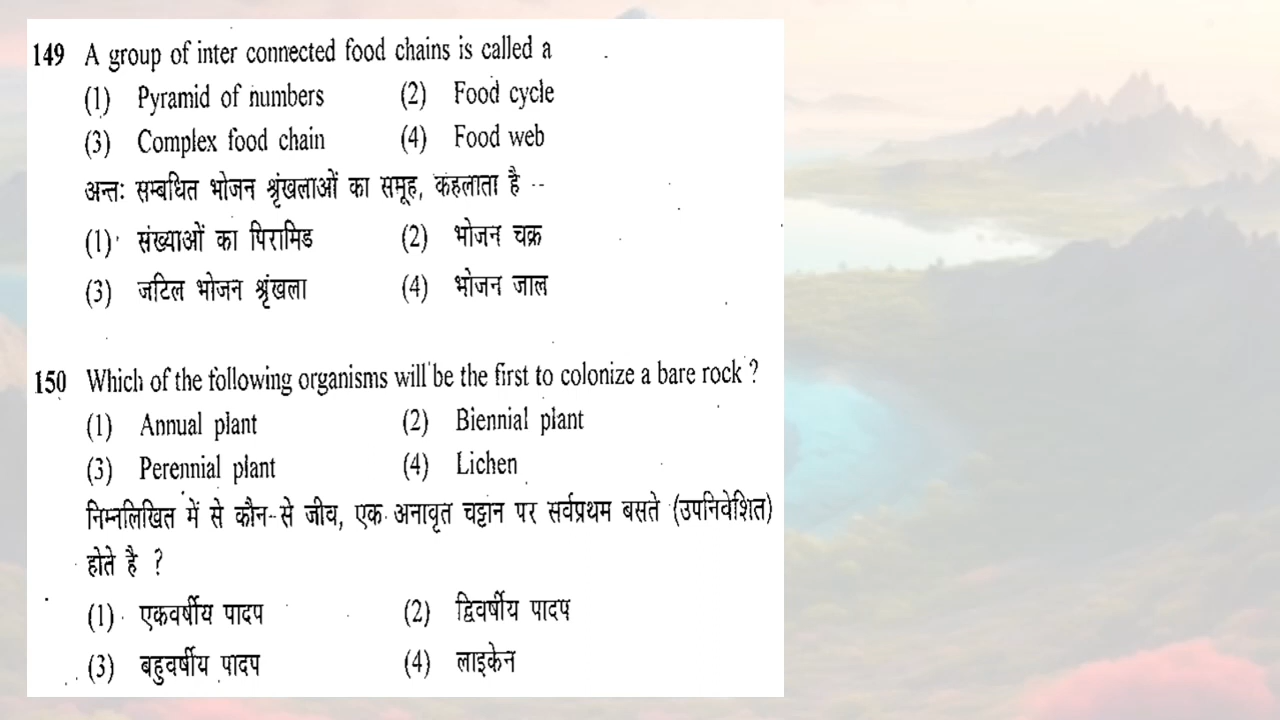 149 A group of inter connected food chains is called a
(1) Pyramid of numbers (2) Food cycle
(3) Complex food chain (4) Food web
अन्तः सम्बधित भोजन श्रृंखलाओं का समूह, कहलाता है --
(1) संख्याओं का पिरामिड (2) भोजन चक्र
(3) जटिल भोजन श्रृंखला (4) भोजन जाल
150 Which of the following organisms will be the first to colonize a bare rock ?
(1) Annual plant (2) Biennial plant
(3) Perennial plant (4) Lichen
निम्नलिखित में से कौन-से जीव, एक अनावृत चट्टान पर सर्वप्रथम बसते (उपनिवेशित)
होते है ?
(1) एकवर्षीय पादप (2) द्विवर्षीय पादप
(3) बहुवर्षीय पादप (4) लाइकेन